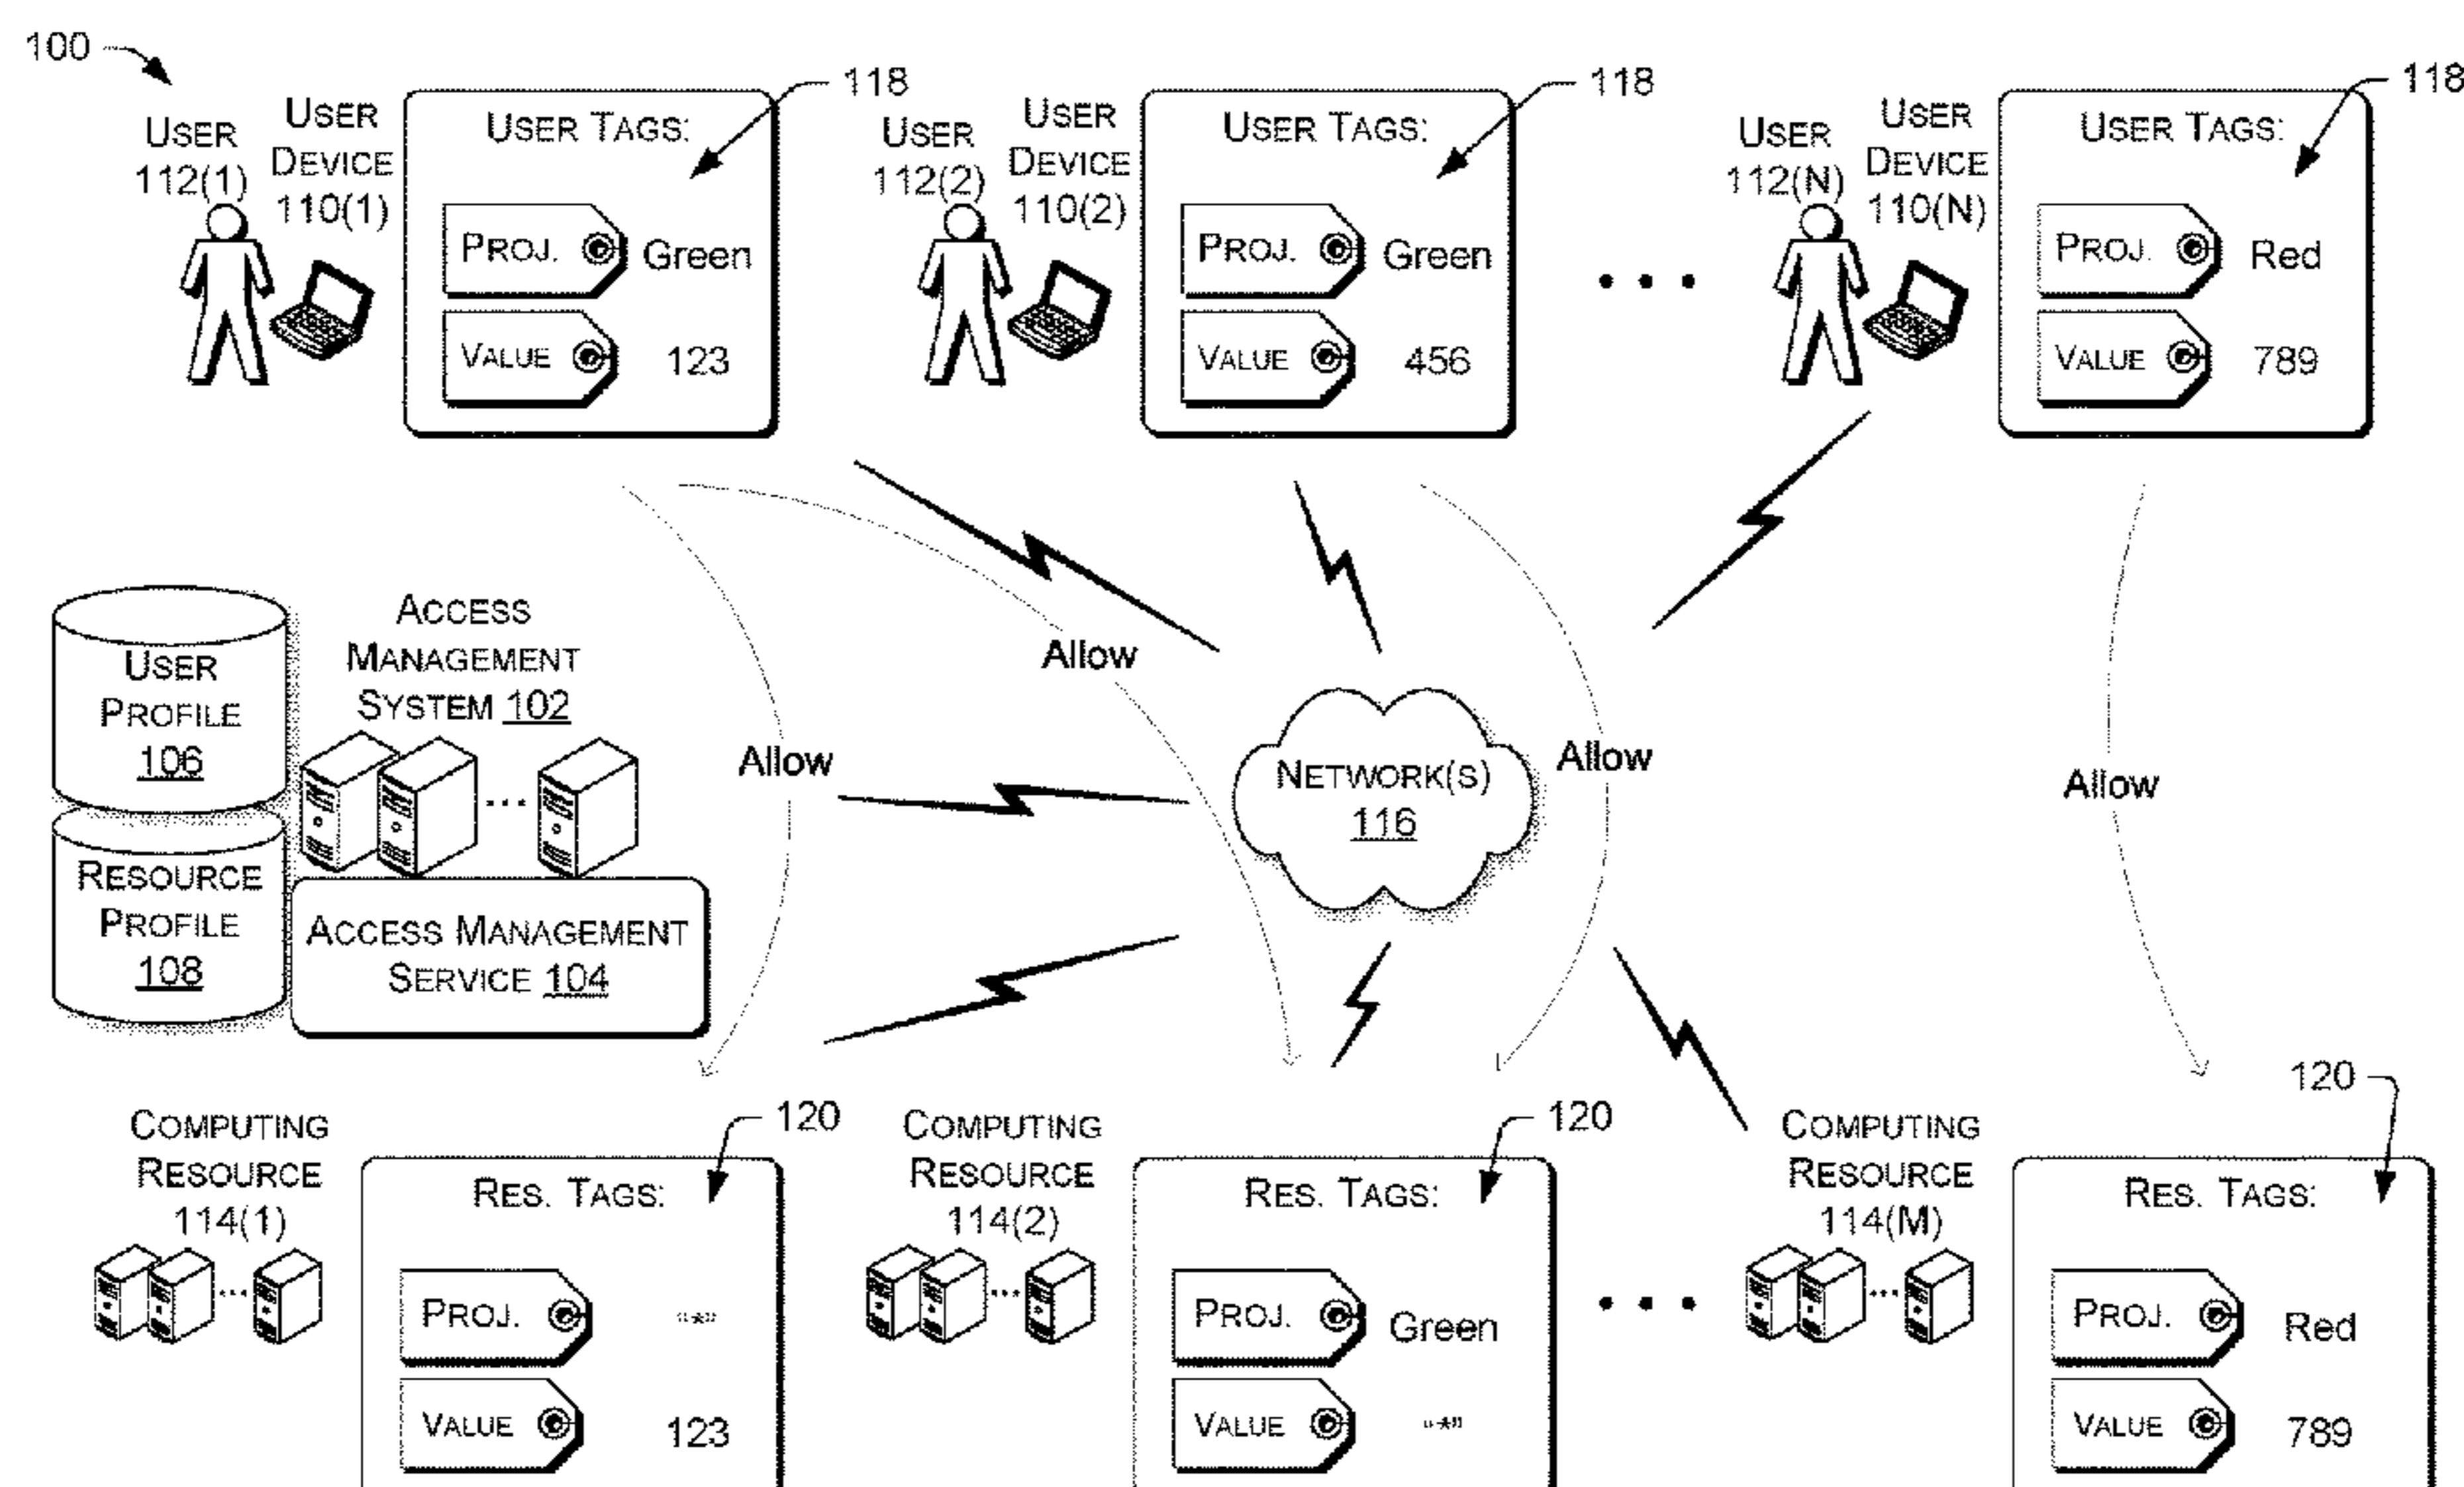 100
USER
112(1)
USER
DEVICE
110(1)
USER TAGS:
118
PROJ.
Green
VALUE
123
USER
112(2)
USER
DEVICE
110(2)
USER TAGS:
118
PROJ.
Green
VALUE
456
• • •
USER
112(N)
USER
DEVICE
110(N)
USER TAGS:
118
PROJ.
Red
VALUE
789
USER
PROFILE
106
RESOURCE
PROFILE
108
ACCESS
MANAGEMENT
SYSTEM 102
...
ACCESS MANAGEMENT
SERVICE 104
Allow
Allow
NETWORK(S)
116
Allow
Allow
COMPUTING
RESOURCE
114(1)
...
RES. TAGS:
120
PROJ.
“*”
VALUE
123
COMPUTING
RESOURCE
114(2)
...
RES. TAGS:
120
PROJ.
Green
VALUE
“*”
• • •
COMPUTING
RESOURCE
114(M)
...
RES. TAGS:
120
PROJ.
Red
VALUE
789